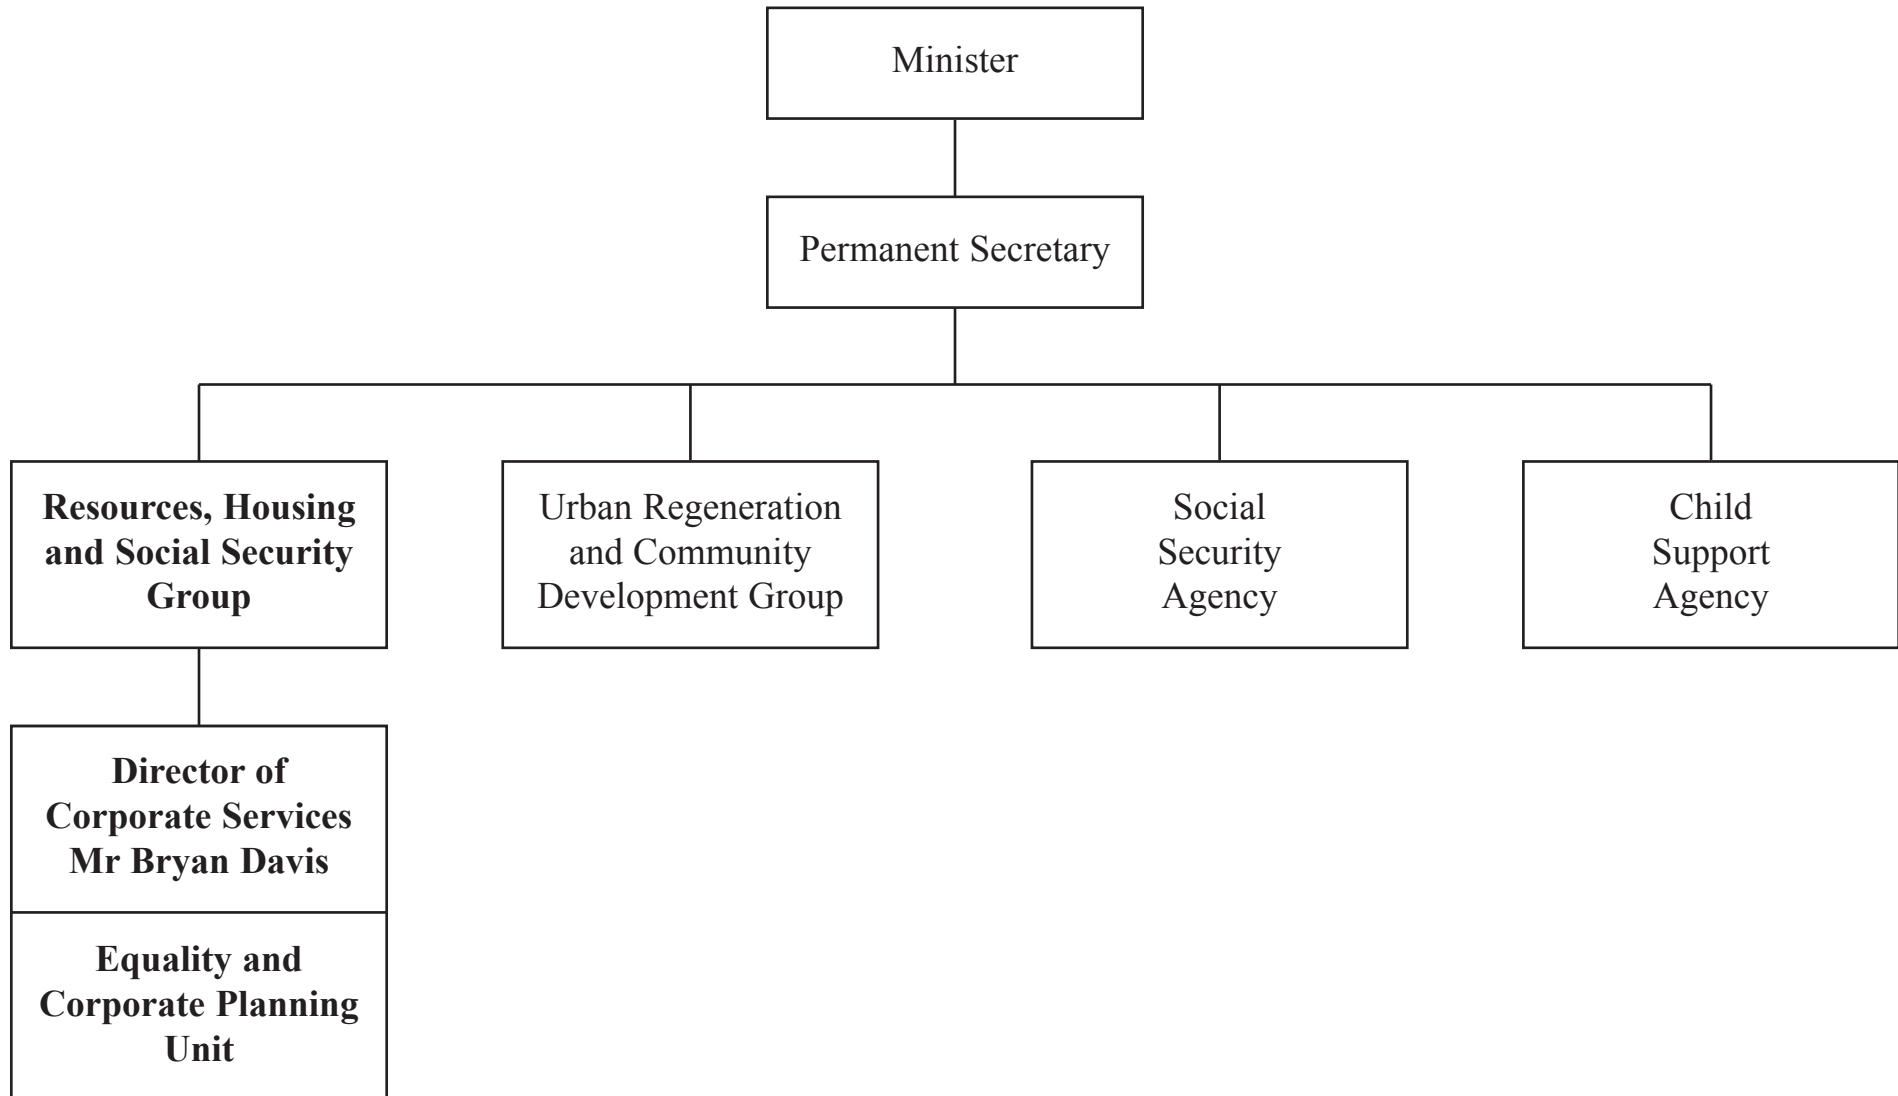 Minister
Permanent Secretary
Resources, Housing
and Social Security
Group
Urban Regeneration
and Community
Development Group
Social
Security
Agency
Child
Support
Agency
Director of
Corporate Services
Mr Bryan Davis
Equality and
Corporate Planning
Unit